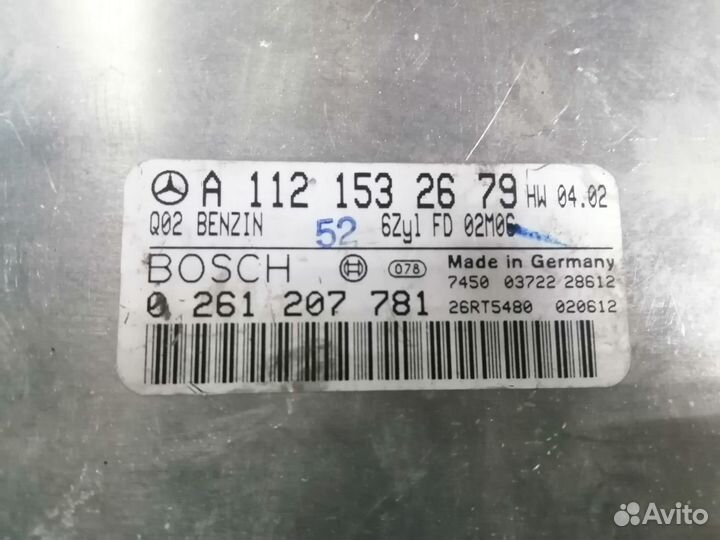 A 112 153 26 79 HW 04.02
Q02 BENZIN 52 6Zyl FD 02M06
BOSCH 078 Made in Germany
7450 03722 28612
0 261 207 781 26RT5480 020612
Avito